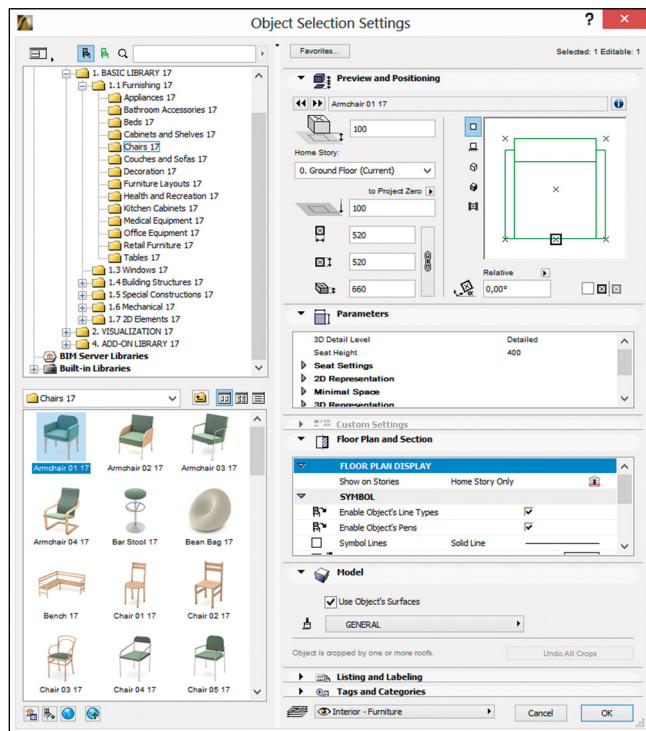 Object Selection Settings
?
Favorites...
Selected: 1 Editable: 1
1. BASIC LIBRARY 17
1.1 Furnishing 17
Appliances 17
Bathroom Accessories 17
Beds 17
Cabinets and Shelves 17
Chairs 17
Couches and Sofas 17
Decoration 17
Furniture Layouts 17
Health and Recreation 17
Kitchen Cabinets 17
Medical Equipment 17
Office Equipment 17
Retail Furniture 17
Tables 17
1.3 Windows 17
1.4 Building Structures 17
1.5 Special Constructions 17
1.6 Mechanical 17
1.7 2D Elements 17
2. VISUALIZATION 17
4. ADD-ON LIBRARY 17
BIM Server Libraries
Built-in Libraries
Chairs 17
Armchair 01 17
Armchair 02 17
Armchair 03 17
Armchair 04 17
Bar Stool 17
Bean Bag 17
Bench 17
Chair 01 17
Chair 02 17
Chair 03 17
Chair 04 17
Chair 05 17
Preview and Positioning
Armchair 01 17
100
Home Story:
0. Ground Floor (Current)
to Project Zero
100
520
520
660
Relative
0,00°
Parameters
3D Detail Level Detailed
Seat Height 400
Seat Settings
2D Representation
Minimal Space
3D Representation
Custom Settings
Floor Plan and Section
FLOOR PLAN DISPLAY
Show on Stories Home Story Only
SYMBOL
Enable Object's Line Types
Enable Object's Pens
Symbol Lines Solid Line
Model
Use Object's Surfaces
GENERAL
Object is cropped by one or more roofs.
Undo All Crops
Listing and Labeling
Tags and Categories
Interior - Furniture
Cancel
OK